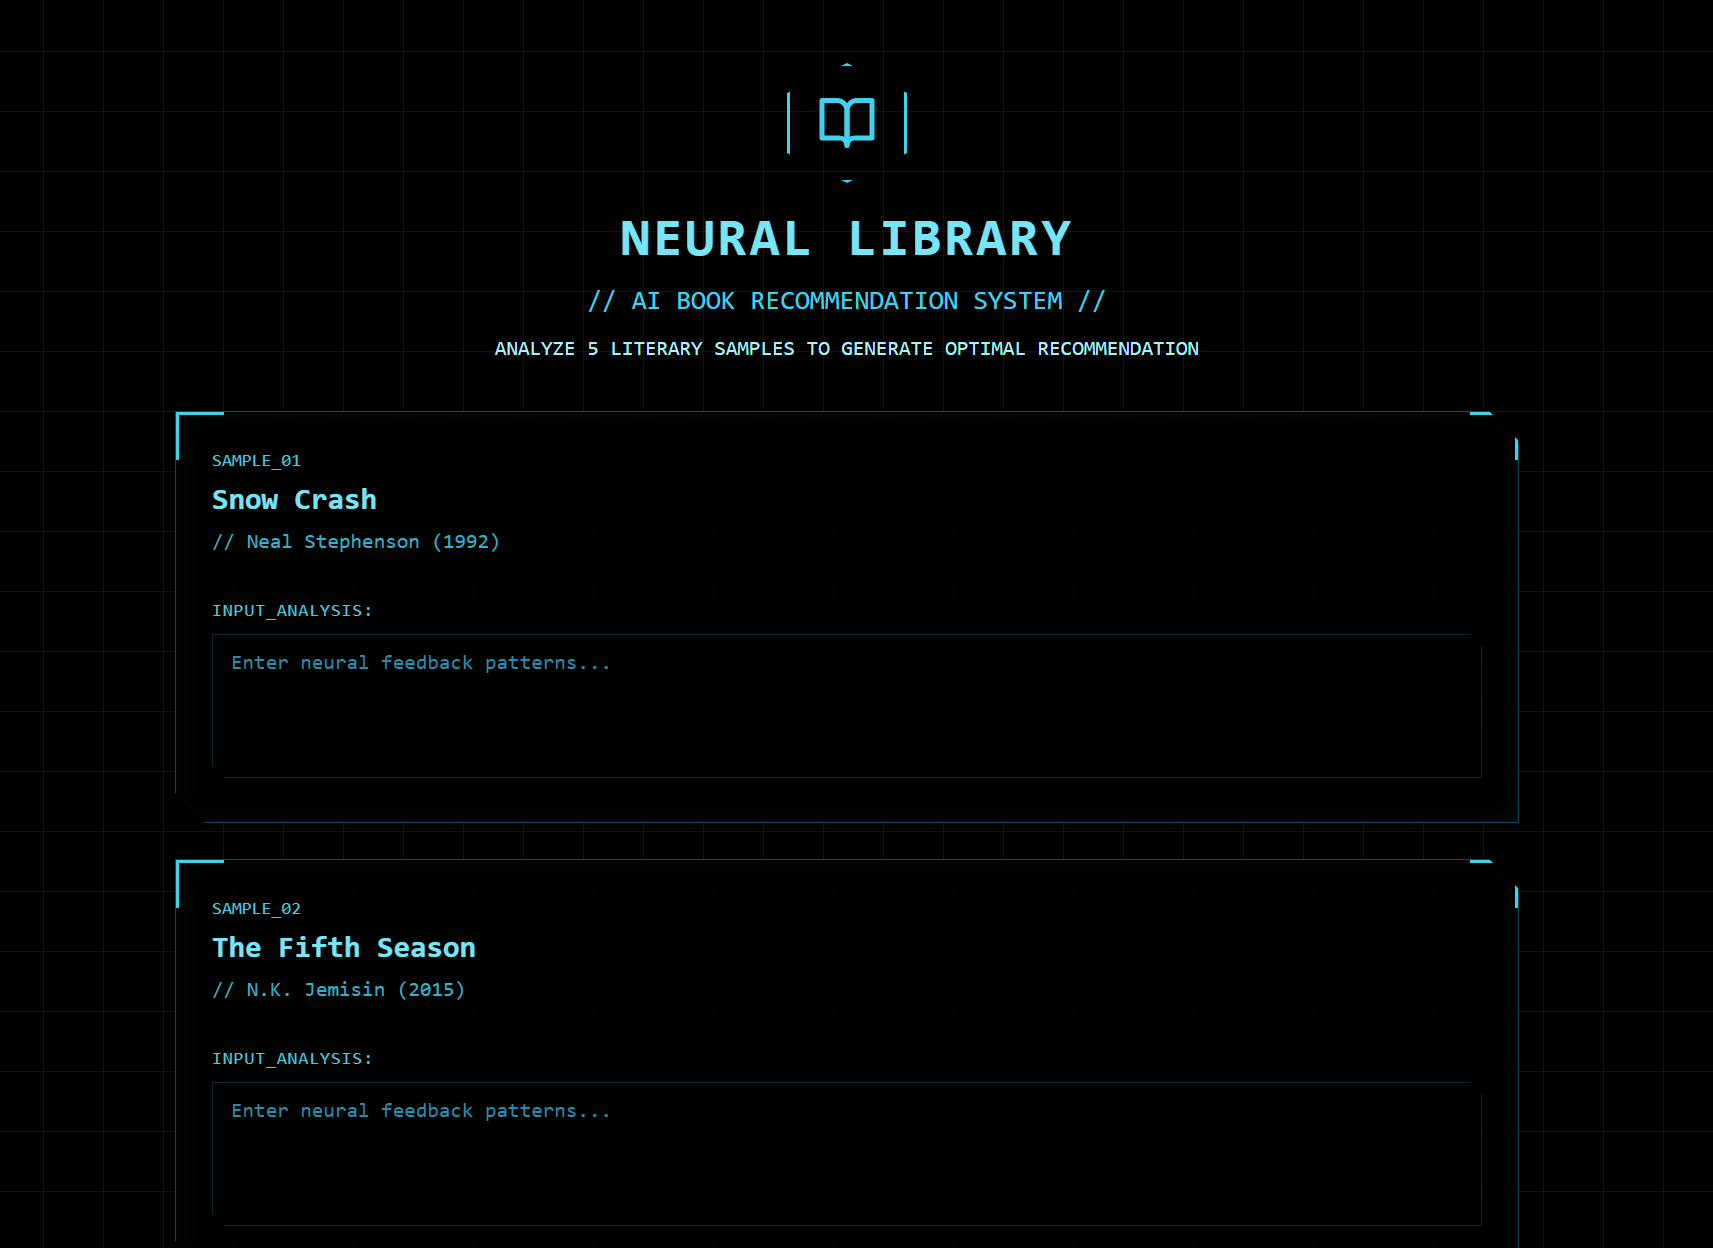 NEURAL LIBRARY
// AI BOOK RECOMMENDATION SYSTEM //
ANALYZE 5 LITERARY SAMPLES TO GENERATE OPTIMAL RECOMMENDATION
SAMPLE_01
Snow Crash
// Neal Stephenson (1992)
INPUT_ANALYSIS:
Enter neural feedback patterns...
SAMPLE_02
The Fifth Season
// N.K. Jemisin (2015)
INPUT_ANALYSIS:
Enter neural feedback patterns...